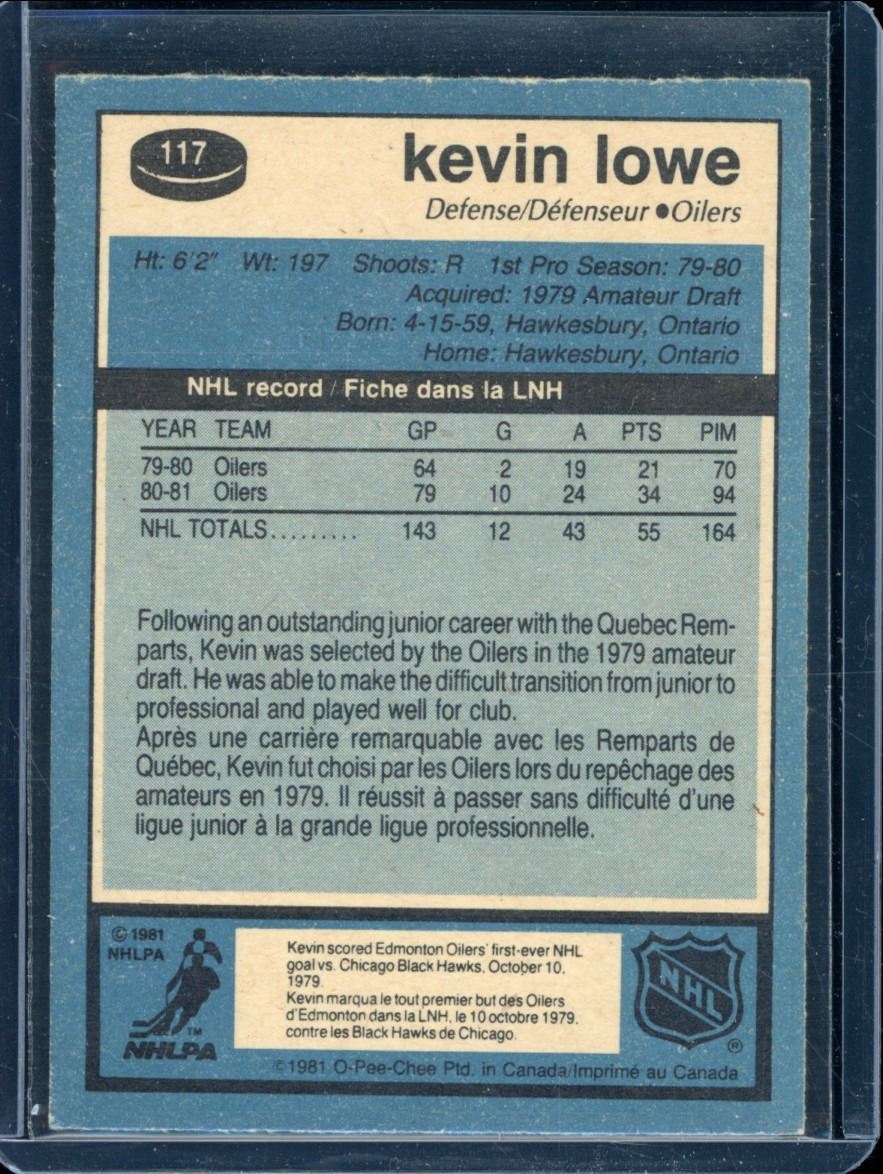 117
kevin lowe
Defense/Défenseur ● Oilers
Ht: 6'2" Wt: 197 Shoots: R 1st Pro Season: 79-80
Acquired: 1979 Amateur Draft
Born: 4-15-59, Hawkesbury, Ontario
Home: Hawkesbury, Ontario
NHL record / Fiche dans la LNH
YEAR TEAM GP G A PTS PIM
79-80 Oilers 64 2 19 21 70
80-81 Oilers 79 10 24 34 94
NHL TOTALS......... 143 12 43 55 164
Following an outstanding junior career with the Quebec Rem-
parts, Kevin was selected by the Oilers in the 1979 amateur
draft. He was able to make the difficult transition from junior to
professional and played well for club.
Après une carrière remarquable avec les Remparts de
Québec, Kevin fut choisi par les Oilers lors du repêchage des
amateurs en 1979. Il réussit à passer sans difficulté d'une
ligue junior à la grande ligue professionnelle.
© 1981
NHLPA
TM
NHLPA
Kevin scored Edmonton Oilers' first-ever NHL
goal vs. Chicago Black Hawks, October 10,
1979.
Kevin marqua le tout premier but des Oilers
d'Edmonton dans la LNH, le 10 octobre 1979,
contre les Black Hawks de Chicago.
NHL
®
© 1981 O-Pee-Chee Ptd. in Canada/Imprimé au Canada